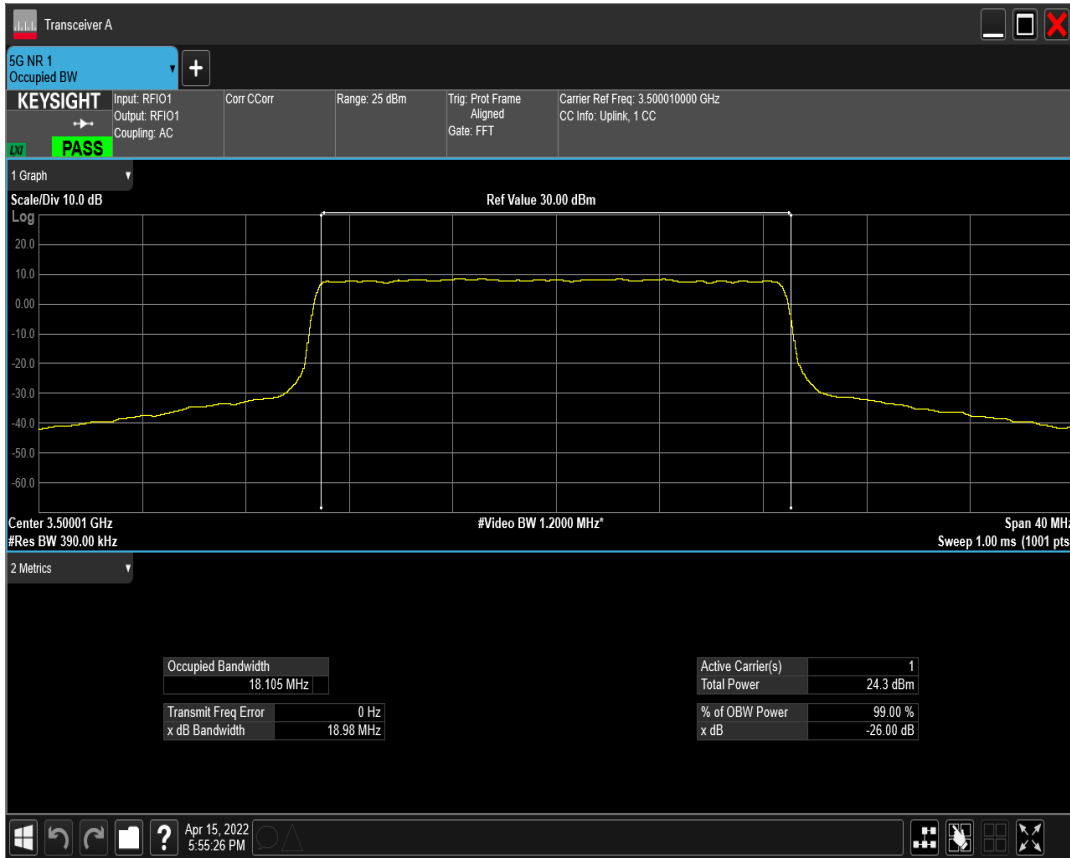 Transceiver A
5G NR 1
Occupied BW
KEYSIGHT
Input: RFIO1
Output: RFIO1
Coupling: AC
Corr CCorr
Range: 25 dBm
Trig: Prot Frame
Aligned
Gate: FFT
Carrier Ref Freq: 3.500010000 GHz
CC Info: Uplink, 1 CC
LXI
PASS
1 Graph
Scale/Div 10.0 dB
Ref Value 30.00 dBm
Log
20.0
10.0
0.00
-10.0
-20.0
-30.0
-40.0
-50.0
-60.0
Center 3.50001 GHz
#Video BW 1.2000 MHz*
Span 40 MHz
#Res BW 390.00 kHz
Sweep 1.00 ms (1001 pts
2 Metrics
Occupied Bandwidth
18.105 MHz
Transmit Freq Error 0 Hz
x dB Bandwidth 18.98 MHz
Active Carrier(s) 1
Total Power 24.3 dBm
% of OBW Power 99.00 %
x dB -26.00 dB
?
Apr 15, 2022
5:55:26 PM